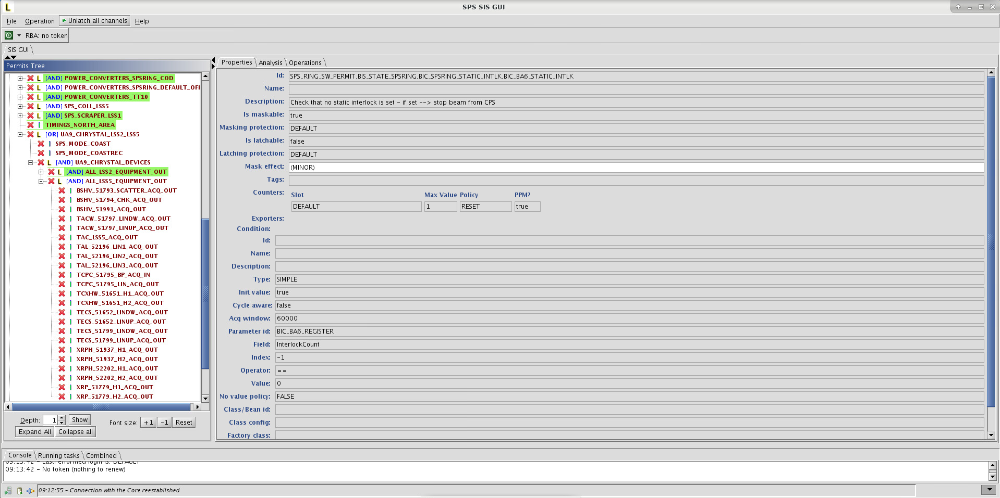 L
SPS SIS GUI
File Operation Unlatch all channels Help
RBA: no token
SIS GUI
Permits Tree
L [AND] POWER_CONVERTERS_SPSRING_COD
L [AND] POWER_CONVERTERS_SPSRING_DEFAULT_OFF
L [AND] POWER_CONVERTERS_TT10
L [AND] SPS_COLL_LSS5
L [AND] SPS_SCRAPER_LSS1
I TIMINGS_NORTH_AREA
L [OR] UA9_CHRYSTAL_LSS2_LSS5
I SPS_MODE_COAST
I SPS_MODE_COASTREC
L [AND] UA9_CHRYSTAL_DEVICES
L [AND] ALL_LSS2_EQUIPMENT_OUT
L [AND] ALL_LSS5_EQUIPMENT_OUT
I BSHV_51793_SCATTER_ACQ_OUT
I BSHV_51794_CHK_ACQ_OUT
I BSHV_51991_ACQ_OUT
I TACW_51797_LINDW_ACQ_OUT
I TACW_51797_LINUP_ACQ_OUT
I TAC_LSS5_ACQ_OUT
I TAL_52196_LIN1_ACQ_OUT
I TAL_52196_LIN2_ACQ_OUT
I TAL_52196_LIN3_ACQ_OUT
I TCPC_51795_BP_ACQ_IN
I TCPC_51795_LIN_ACQ_OUT
I TCXHW_51651_H1_ACQ_OUT
I TCXHW_51651_H2_ACQ_OUT
I TECS_51652_LINDW_ACQ_OUT
I TECS_51652_LINUP_ACQ_OUT
I TECS_51799_LINDW_ACQ_OUT
I TECS_51799_LINUP_ACQ_OUT
I XRPH_51937_H1_ACQ_OUT
I XRPH_51937_H2_ACQ_OUT
I XRPH_52202_H1_ACQ_OUT
I XRPH_52202_H2_ACQ_OUT
I XRP_51779_H1_ACQ_OUT
I XRP_51779_H2_ACQ_OUT
Depth: 1 Show Font size: +1 -1 Reset
Expand All Collapse all
Properties Analysis Operations
Id: SPS_RING_SW_PERMIT.BIS_STATE_SPSRING.BIC_SPSRING_STATIC_INTLK.BIC_BA6_STATIC_INTLK
Name:
Description: Check that no static interlock is set - if set --> stop beam from CPS
Is maskable: true
Masking protection: DEFAULT
Is latchable: false
Latching protection: DEFAULT
Mask effect: (MINOR)
Tags:
Counters: Slot Max Value Policy PPM?
DEFAULT 1 RESET true
Exporters:
Condition:
Id:
Name:
Description:
Type: SIMPLE
Init value: true
Cycle aware: false
Acq window: 60000
Parameter id: BIC_BA6_REGISTER
Field: InterlockCount
Index: -1
Operator: ==
Value: 0
No value policy: FALSE
Class/Bean id:
Class config:
Factory class:
Console Running tasks Combined
09:13:42 - Last erformed login is: DEFAULT
09:13:42 - No token (nothing to renew)
09:12:55 - Connection with the Core reestablished